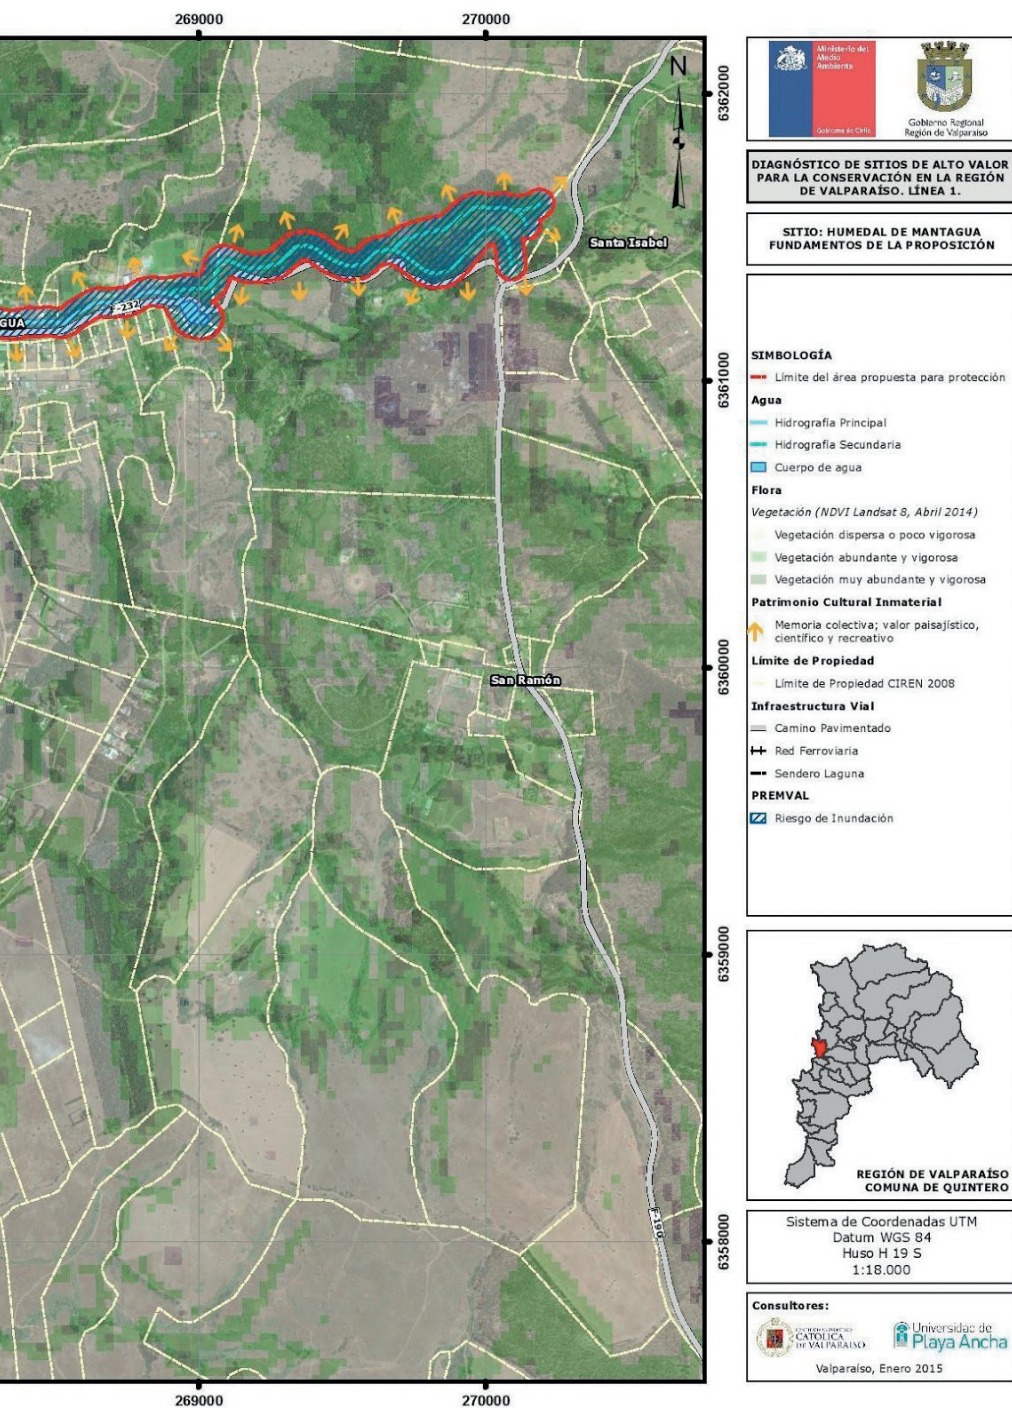 269000
270000
N
6362000
Santa Isabel
F-232
GUA
6361000
6360000
San Ramón
6359000
F-190
6358000
269000
270000
Ministerio del
Medio
Ambiente
Gobierno de Chile
Gobierno Regional
Región de Valparaíso
DIAGNÓSTICO DE SITIOS DE ALTO VALOR
PARA LA CONSERVACIÓN EN LA REGIÓN
DE VALPARAÍSO. LÍNEA 1.
SITIO: HUMEDAL DE MANTAGUA
FUNDAMENTOS DE LA PROPOSICIÓN
SIMBOLOGÍA
Límite del área propuesta para protección
Agua
Hidrografía Principal
Hidrografía Secundaria
Cuerpo de agua
Flora
Vegetación (NDVI Landsat 8, Abril 2014)
Vegetación dispersa o poco vigorosa
Vegetación abundante y vigorosa
Vegetación muy abundante y vigorosa
Patrimonio Cultural Inmaterial
Memoria colectiva; valor paisajístico,
científico y recreativo
Límite de Propiedad
Límite de Propiedad CIREN 2008
Infraestructura Vial
Camino Pavimentado
Red Ferroviaria
Sendero Laguna
PREMVAL
Riesgo de Inundación
REGIÓN DE VALPARAÍSO
COMUNA DE QUINTERO
Sistema de Coordenadas UTM
Datum WGS 84
Huso H 19 S
1:18.000
Consultores:
CATOLICA
DE VALPARAISO
Universidad de
Playa Ancha
Valparaíso, Enero 2015